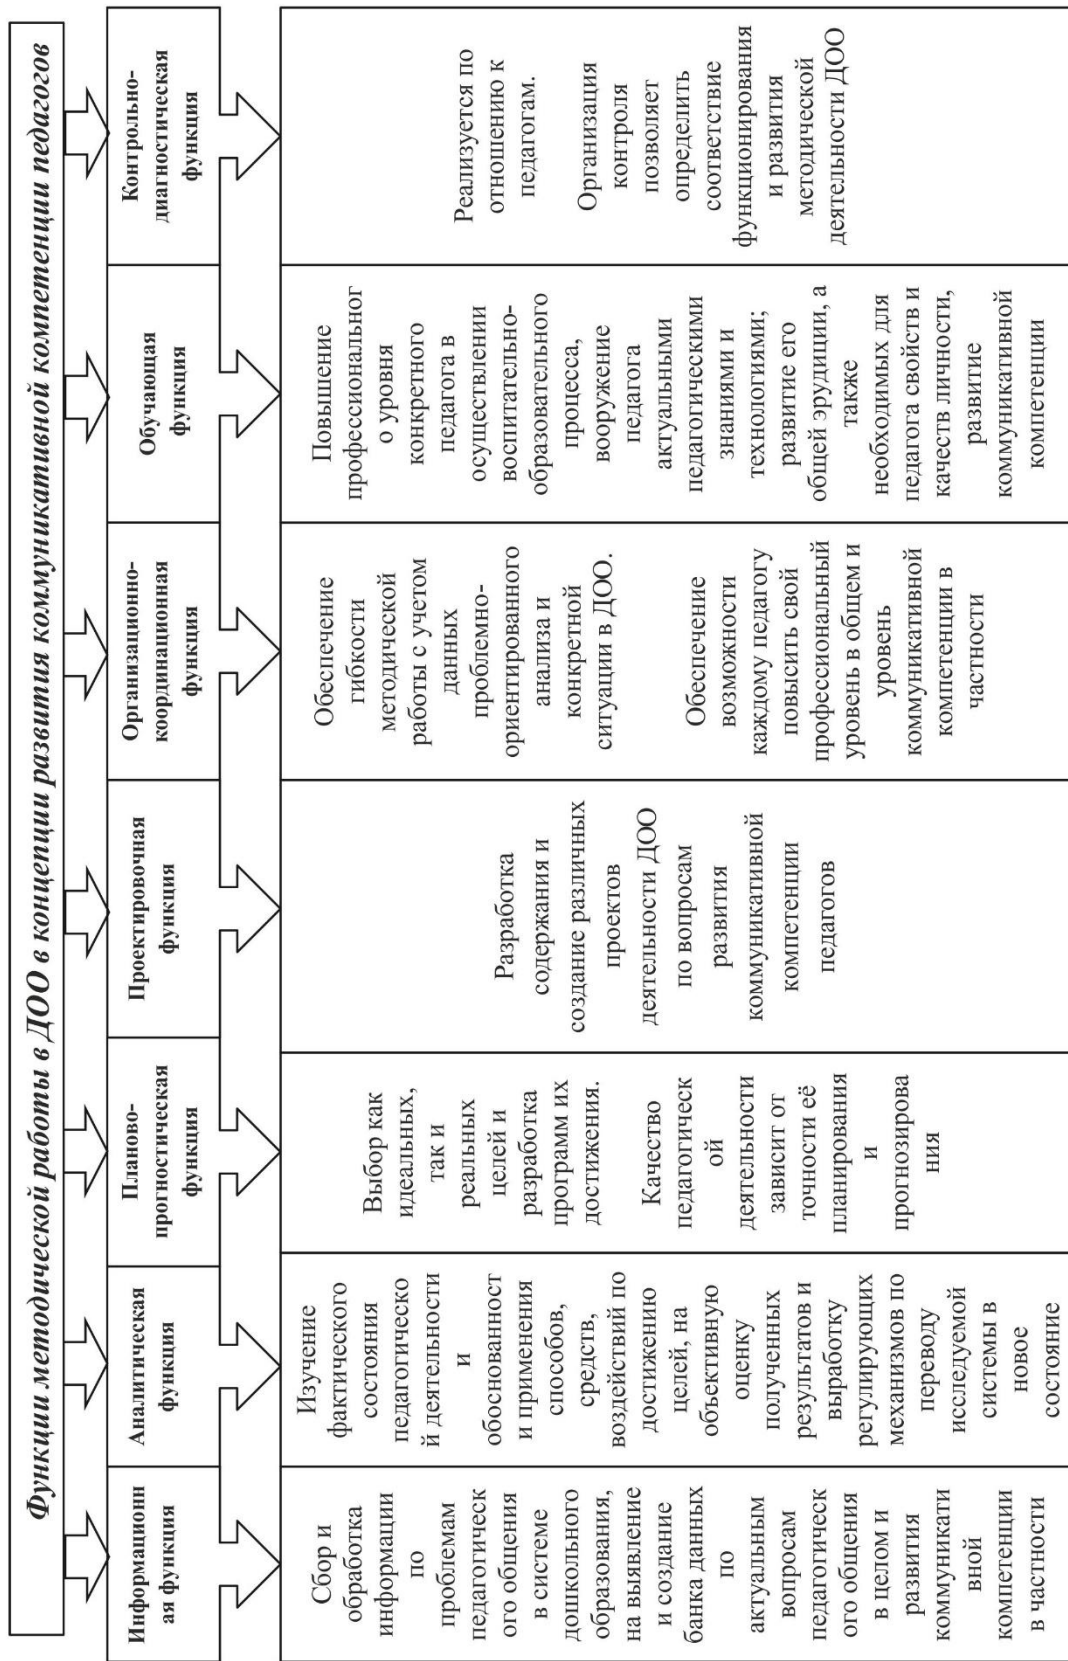 Функции методической работы в ДОО в концепции развития коммуникативной компетенции педагогов
Информационн
ая функция
Аналитическая
функция
Планово-
прогностическая
функция
Проектировочная
функция
Организационно-
координационная
функция
Обучающая
функция
Контрольно-
диагностическая
функция
Сбор и
обработка
информации
по
проблемам
педагогическ
ого общения
в системе
дошкольного
образования,
на выявление
и создание
банка данных
по
актуальным
вопросам
педагогическ
ого общения
в целом и
развития
коммуникати
вной
компетенции
в частности
Изучение
фактического
состояния
педагогическо
й деятельности
и
обоснованност
и применения
способов,
средств,
воздействий по
достижению
целей, на
объективную
оценку
полученных
результатов и
выработку
регулирующих
механизмов по
переводу
исследуемой
системы в
новое
состояние
Выбор как
идеальных,
так и
реальных
целей и
разработка
программ их
достижения.
Качество
педагогическ
ой
деятельности
зависит от
точности её
планирования
и
прогнозирова
ния
Разработка
содержания и
создание различных
проектов
деятельности ДОО
по вопросам
развития
коммуникативной
компетенции
педагогов
Обеспечение
гибкости
методической
работы с учетом
данных
проблемно-
ориентированного
анализа и
конкретной
ситуации в ДОО.
Обеспечение
возможности
каждому педагогу
повысить свой
профессиональный
уровень в общем и
уровень
коммуникативной
компетенции в
частности
Повышение
профессиональног
о уровня
конкретного
педагога в
осуществлении
воспитательно-
образовательного
процесса,
вооружение
педагога
актуальными
педагогическими
знаниями и
технологиями;
развитие его
общей эрудиции, а
также
необходимых для
педагога свойств и
качеств личности,
развитие
коммуникативной
компетенции
Реализуется по
отношению к
педагогам.
Организация
контроля
позволяет
определить
соответствие
функционирования
и развития
методической
деятельности ДОО